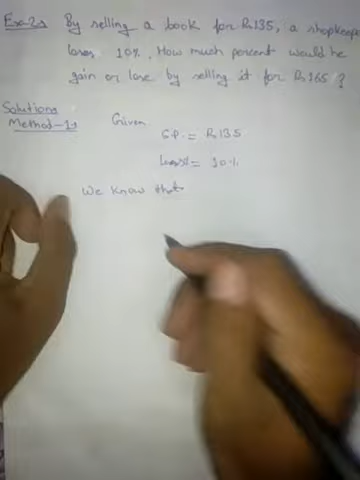 Ex:2:- By selling a book for Rs135, a shopkeeper
loses 10%. How much percent would he
gain or lose by selling it for Rs165 ?
Solution:
Method-1:-
Given
S.P. = Rs135
Loss% = 10%
We know that